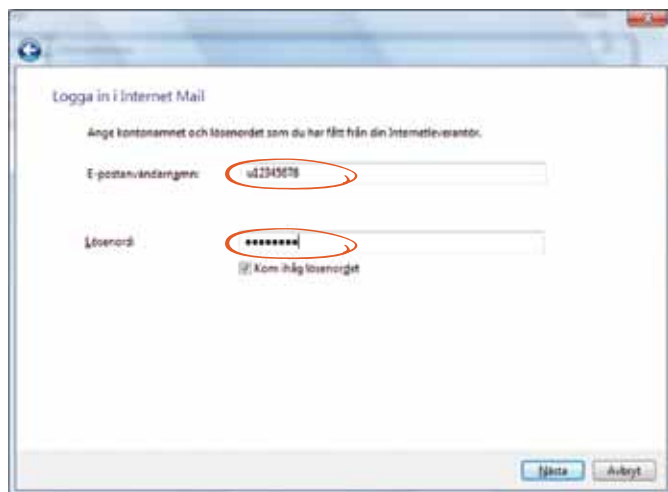 Logga in i Internet Mail
Ange kontonamnet och lösenordet som du har fått från din Internetleverantör.
E-postanvändarnamn: u12345678
Lösenord: ••••••••
Kom ihåg lösenordet
Nästa Avbryt